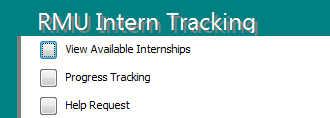 RMU Intern Tracking
View Available Internships
Progress Tracking
Help Request